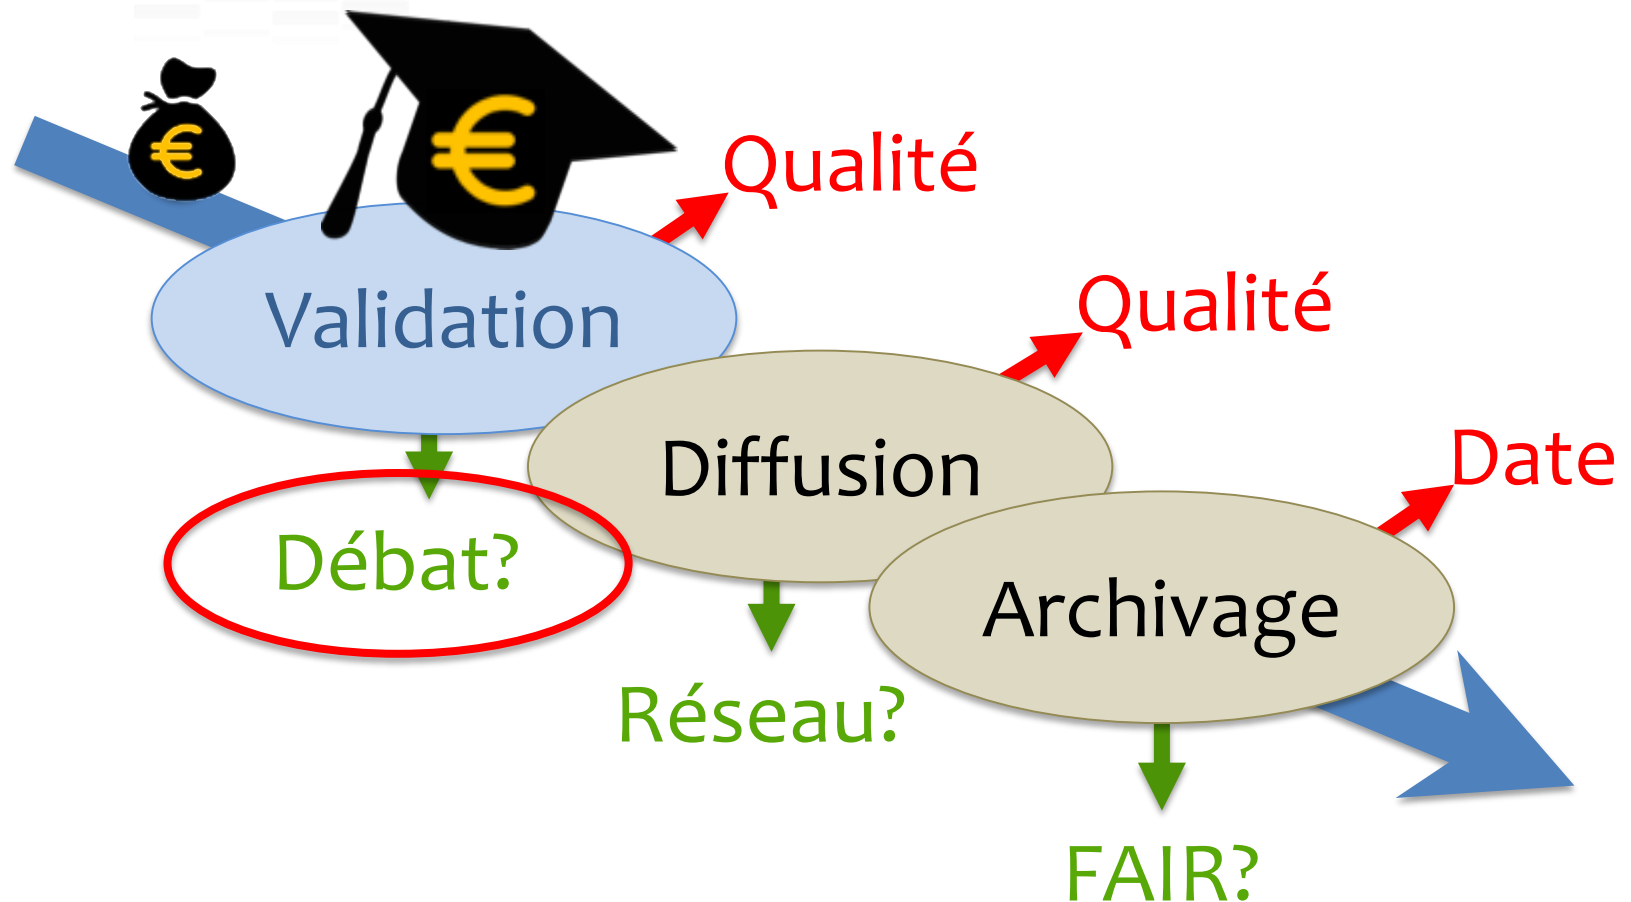 €
€
Qualité
Validation
Qualité
Diffusion
Date
Débat?
Archivage
Réseau?
FAIR?